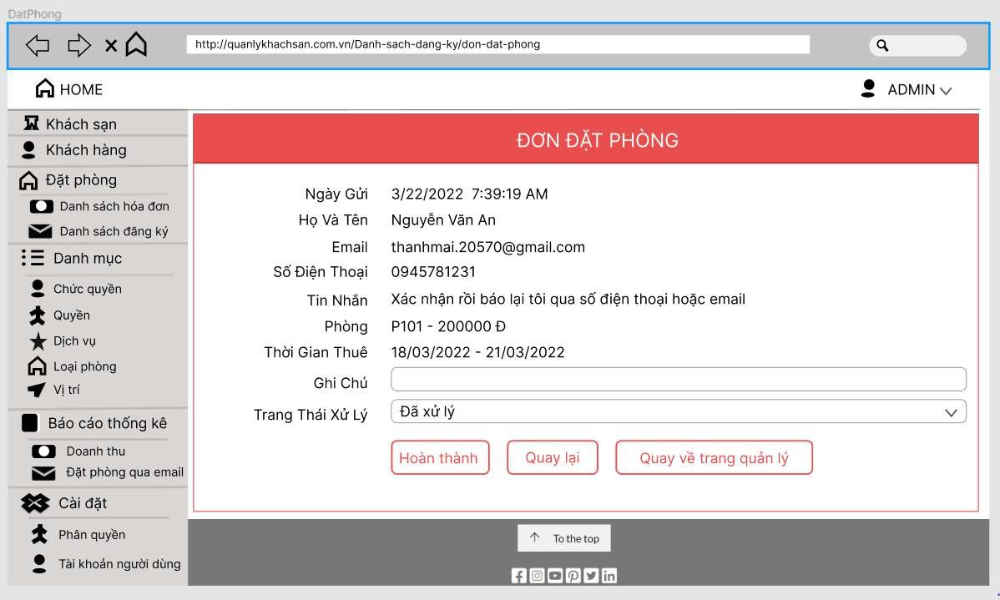 DatPhong
http://quanlykhachsan.com.vn/Danh-sach-dang-ky/don-dat-phong
HOME
ADMIN
Khách sạn
Khách hàng
Đặt phòng
Danh sách hóa đơn
Danh sách đăng ký
Danh mục
Chức quyền
Quyền
Dịch vụ
Loại phòng
Vị trí
Báo cáo thống kê
Doanh thu
Đặt phòng qua email
Cài đặt
Phân quyền
Tài khoản người dùng
ĐƠN ĐẶT PHÒNG
Ngày Gửi 3/22/2022 7:39:19 AM
Họ Và Tên Nguyễn Văn An
Email thanhmai.20570@gmail.com
Số Điện Thoại 0945781231
Tin Nhắn Xác nhận rồi báo lại tôi qua số điện thoại hoặc email
Phòng P101 - 200000 Đ
Thời Gian Thuê 18/03/2022 - 21/03/2022
Ghi Chú
Trang Thái Xử Lý Đã xử lý
Hoàn thành Quay lại Quay về trang quản lý
To the top